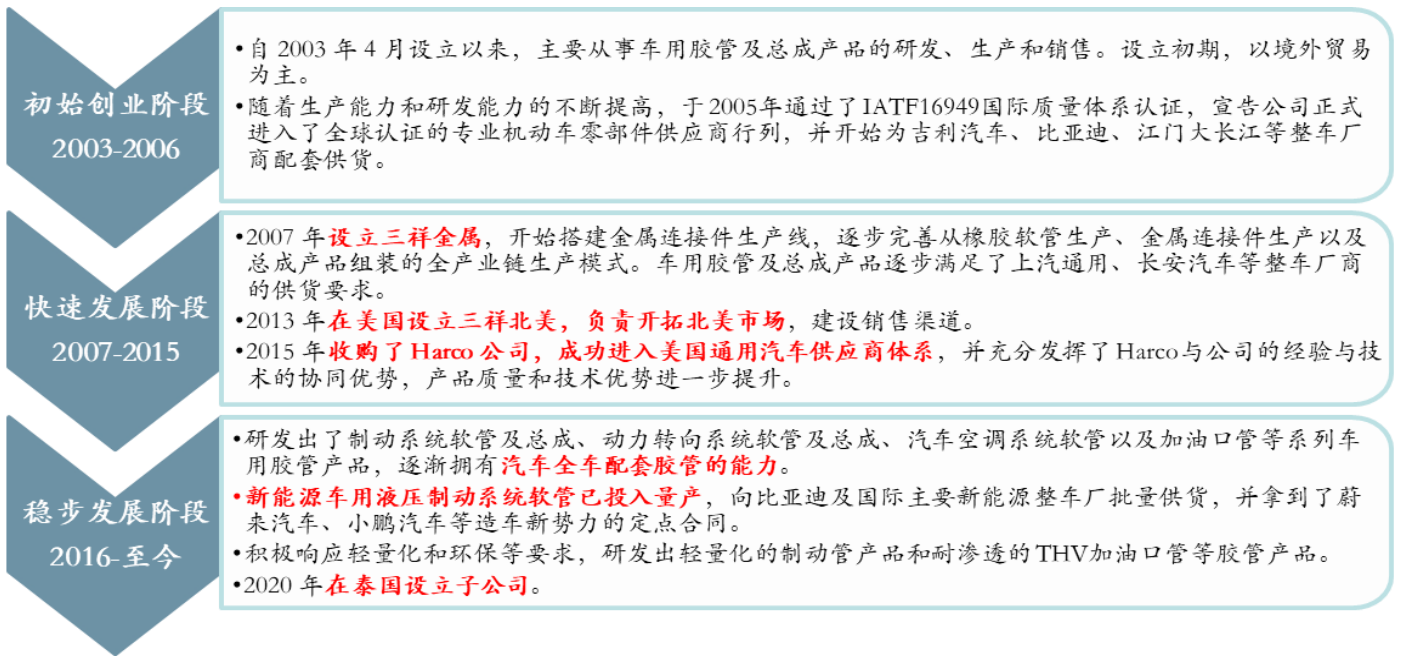 初始创业阶段
2003-2006
•自 2003 年 4 月设立以来，主要从事车用胶管及总成产品的研发、生产和销售。设立初期，以境外贸易
为主。
•随着生产能力和研发能力的不断提高，于2005年通过了IATF16949国际质量体系认证，宣告公司正式
进入了全球认证的专业机动车零部件供应商行列，并开始为吉利汽车、比亚迪、江门大长江等整车厂
商配套供货。
快速发展阶段
2007-2015
•2007 年设立三祥金属，开始搭建金属连接件生产线，逐步完善从橡胶软管生产、金属连接件生产以及
总成产品组装的全产业链生产模式。车用胶管及总成产品逐步满足了上汽通用、长安汽车等整车厂商
的供货要求。
•2013 年在美国设立三祥北美，负责开拓北美市场，建设销售渠道。
•2015 年收购了 Harco 公司，成功进入美国通用汽车供应商体系，并充分发挥了Harco与公司的经验与技
术的协同优势，产品质量和技术优势进一步提升。
稳步发展阶段
2016-至今
•研发出了制动系统软管及总成、动力转向系统软管及总成、汽车空调系统软管以及加油口管等系列车
用胶管产品，逐渐拥有汽车全车配套胶管的能力。
•新能源车用液压制动系统软管已投入量产，向比亚迪及国际主要新能源整车厂批量供货，并拿到了蔚
来汽车、小鹏汽车等造车新势力的定点合同。
•积极响应轻量化和环保等要求，研发出轻量化的制动管产品和耐渗透的THV加油口管等胶管产品。
•2020 年在泰国设立子公司。